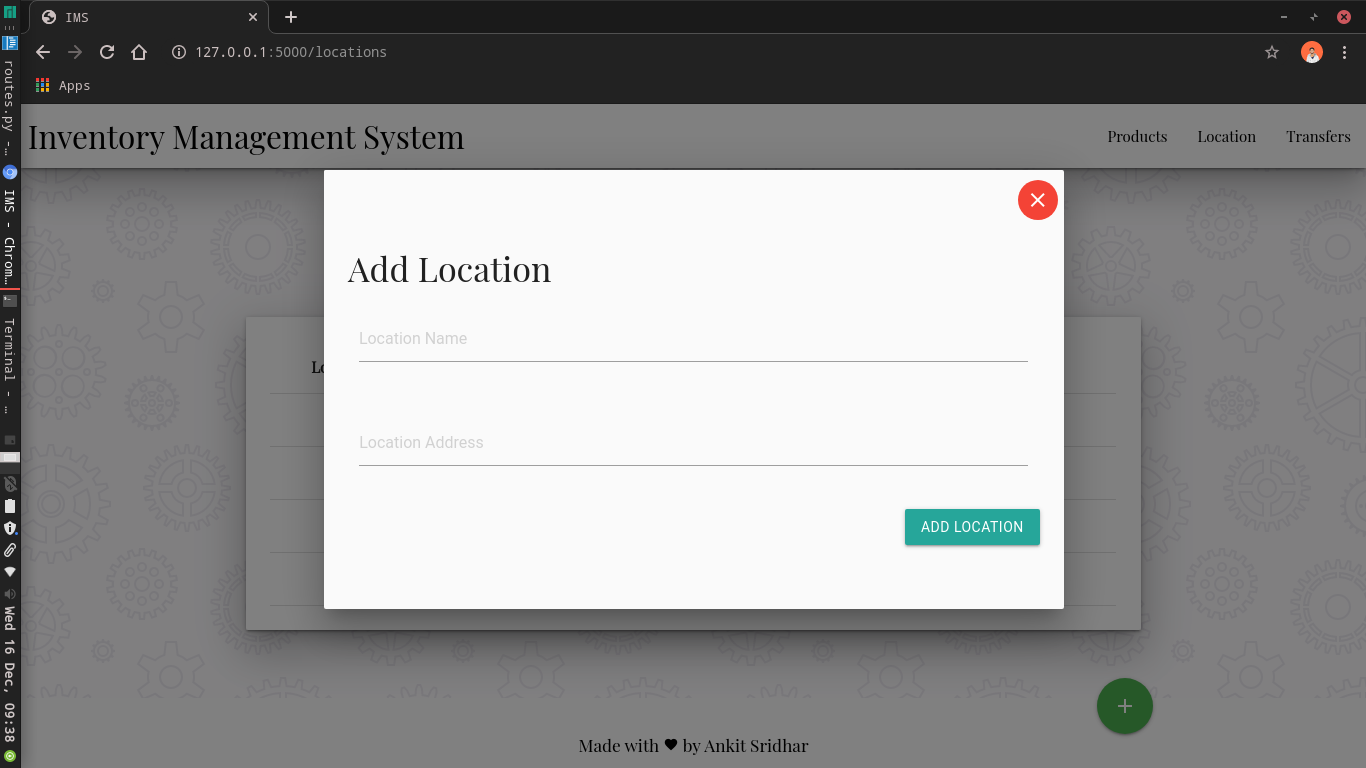 IMS
127.0.0.1:5000/locations
Apps
Inventory Management System
Products
Location
Transfers
Add Location
Location Name
Location Address
ADD LOCATION
Made with ♥ by Ankit Sridhar
routes.py -…
IMS - Chrom…
Terminal - …
Wed 16 Dec, 09:38